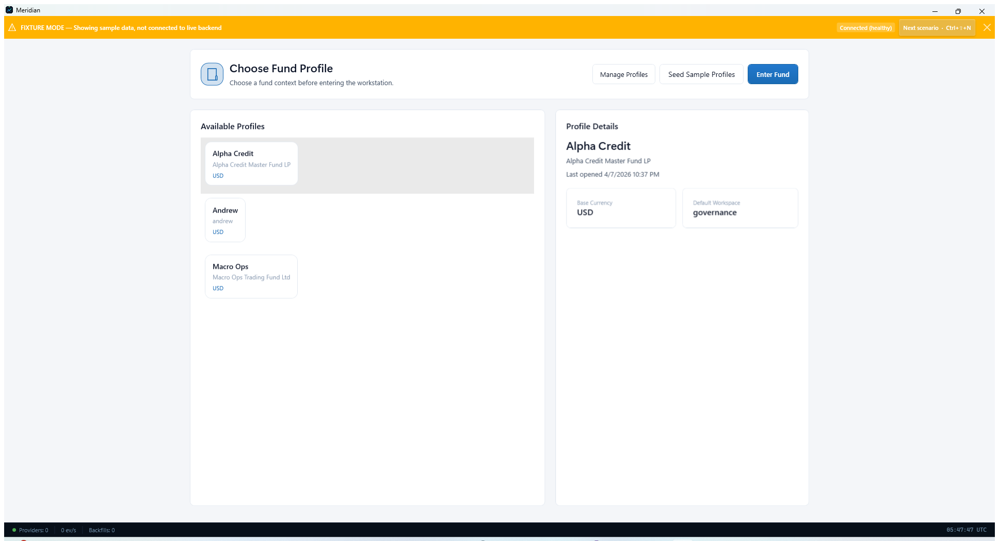 Meridian
FIXTURE MODE — Showing sample data, not connected to live backend
Connected (healthy)
Next scenario · Ctrl+⇧+N
Choose Fund Profile
Choose a fund context before entering the workstation.
Manage Profiles
Seed Sample Profiles
Enter Fund
Available Profiles
Alpha Credit
Alpha Credit Master Fund LP
USD
Andrew
andrew
USD
Macro Ops
Macro Ops Trading Fund Ltd
USD
Profile Details
Alpha Credit
Alpha Credit Master Fund LP
Last opened 4/7/2026 10:37 PM
Base Currency
USD
Default Workspace
governance
Providers: 0
0 ev/s
Backfills: 0
05:47:47 UTC